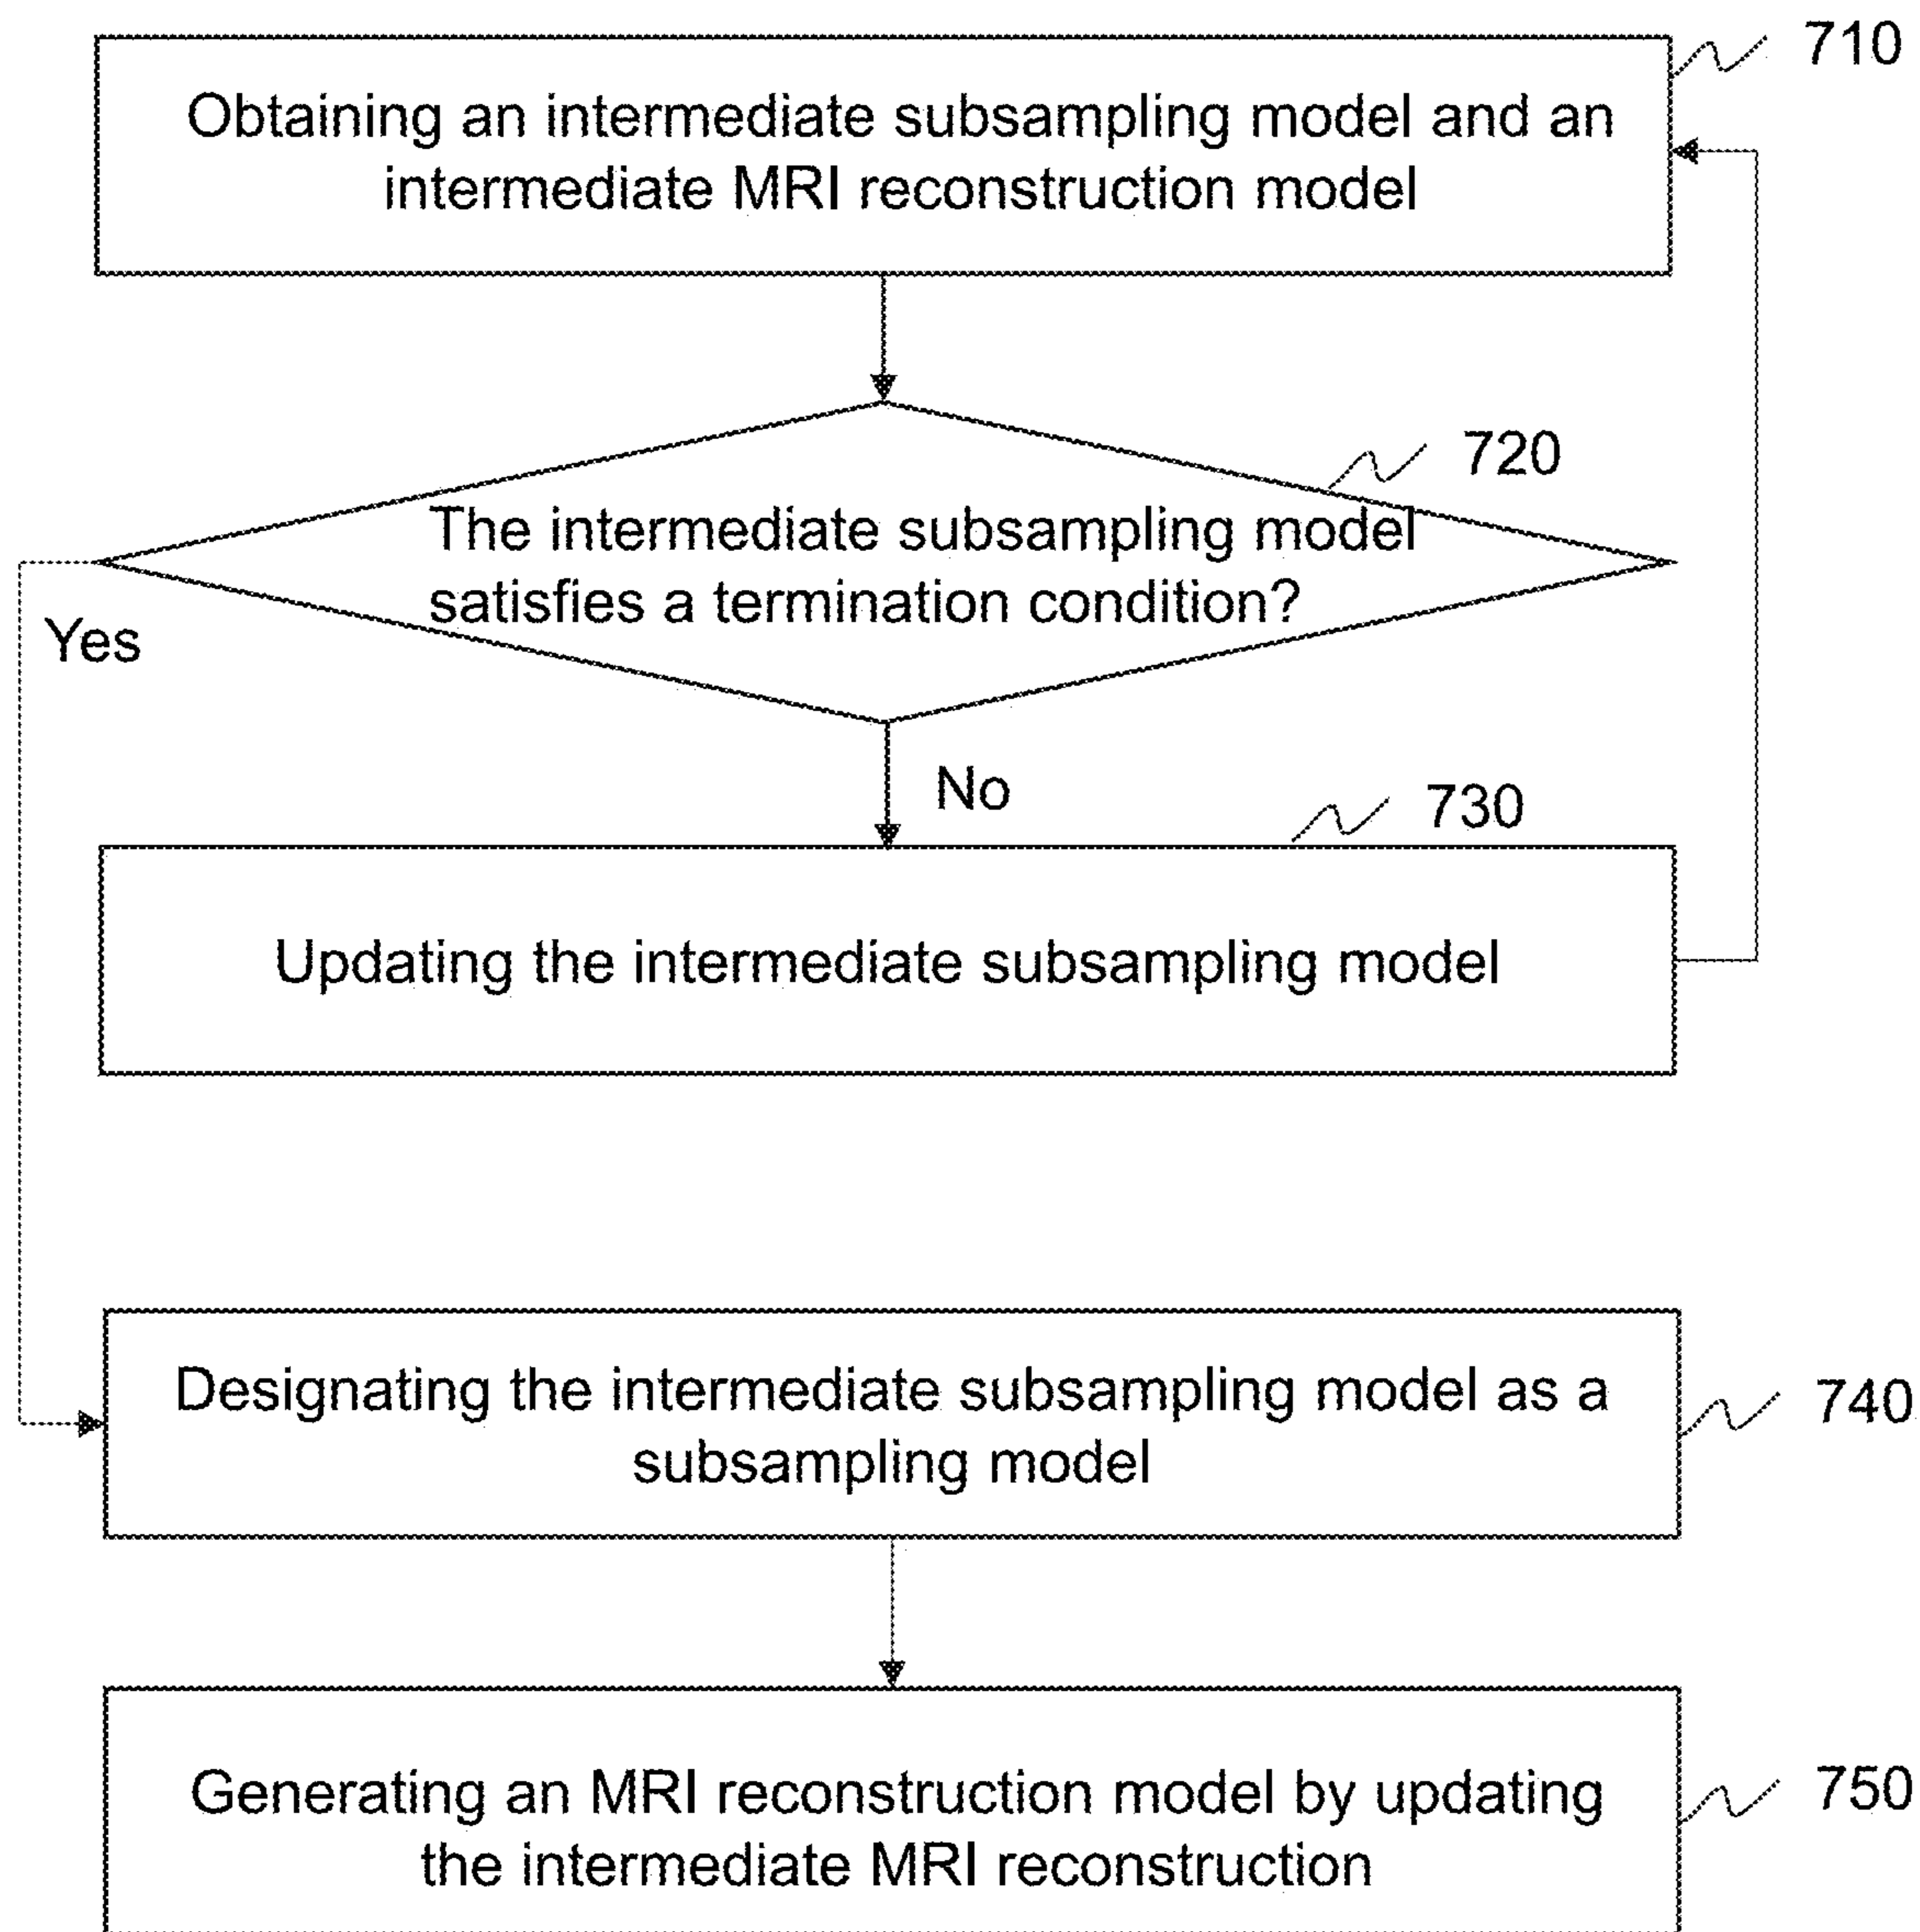 710
Obtaining an intermediate subsampling model and an
intermediate MRI reconstruction model
720
The intermediate subsampling model
satisfies a termination condition?
Yes
No
730
Updating the intermediate subsampling model
Designating the intermediate subsampling model as a
subsampling model
740
Generating an MRI reconstruction model by updating
the intermediate MRI reconstruction
750